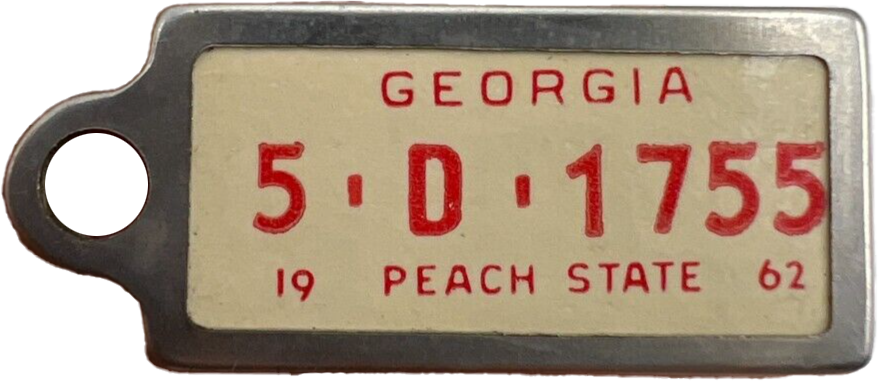 GEORGIA
5·D·1755
19 PEACH STATE 62